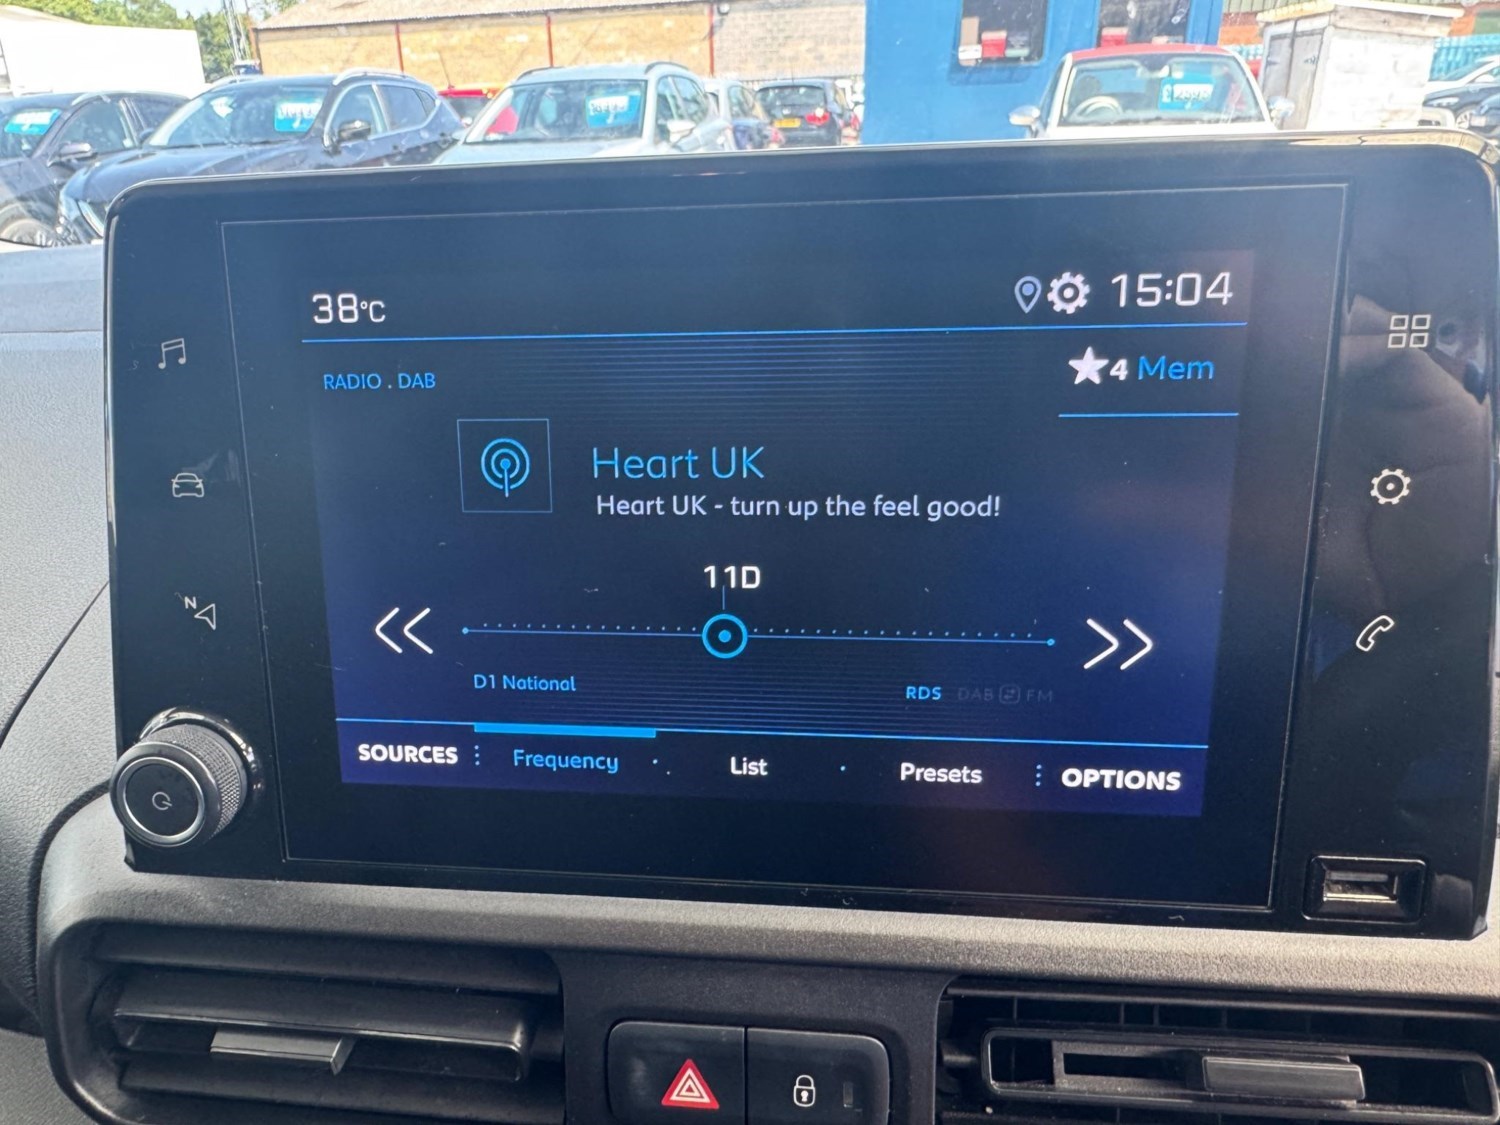 38°C
15:04
RADIO . DAB
4 Mem
Heart UK
Heart UK - turn up the feel good!
11D
D1 National
RDS DAB FM
SOURCES Frequency List Presets OPTIONS
N